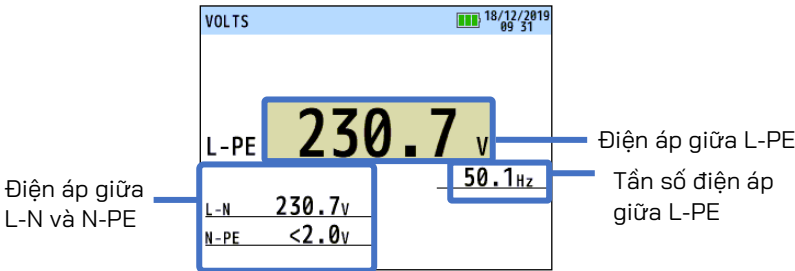 VOLTS
18/12/2019
09 31
L-PE 230.7 V
Điện áp giữa L-PE
50.1Hz
Tần số điện áp
giữa L-PE
Điện áp giữa
L-N và N-PE
L-N 230.7V
N-PE <2.0V